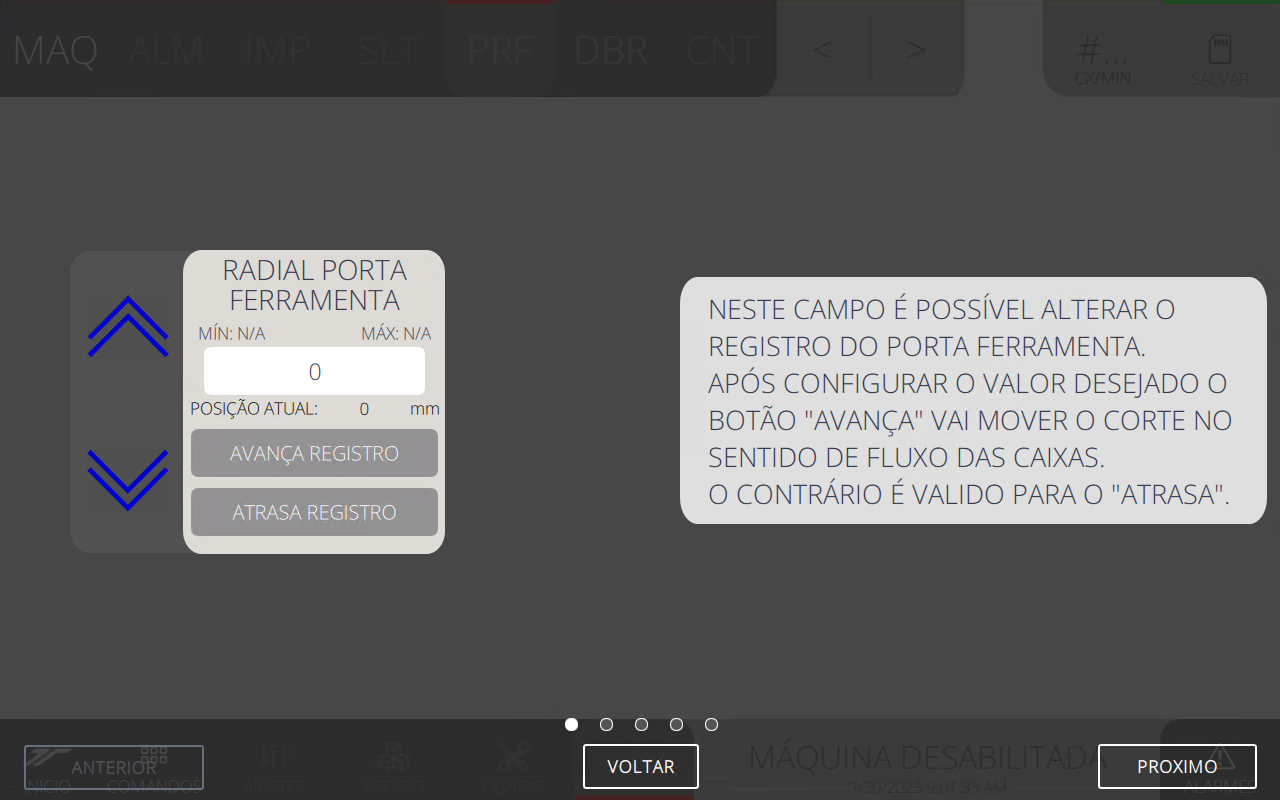 MAQ ALM IMP SLT PRF DBR CNT < > #...
CX/MIN SALVAR
RADIAL PORTA
FERRAMENTA
MÍN: N/A MÁX: N/A
0
POSIÇÃO ATUAL: 0 mm
AVANÇA REGISTRO
ATRASA REGISTRO
NESTE CAMPO É POSSÍVEL ALTERAR O
REGISTRO DO PORTA FERRAMENTA.
APÓS CONFIGURAR O VALOR DESEJADO O
BOTÃO "AVANÇA" VAI MOVER O CORTE NO
SENTIDO DE FLUXO DAS CAIXAS.
O CONTRÁRIO É VALIDO PARA O "ATRASA".
MÁQUINA DESABILITADA
1/30/2023 9:01:35 AM
ANTERIOR
VOLTAR
PROXIMO
INICIO COMANDOS AJUSTES PEDIDO CONFIG ALARMES